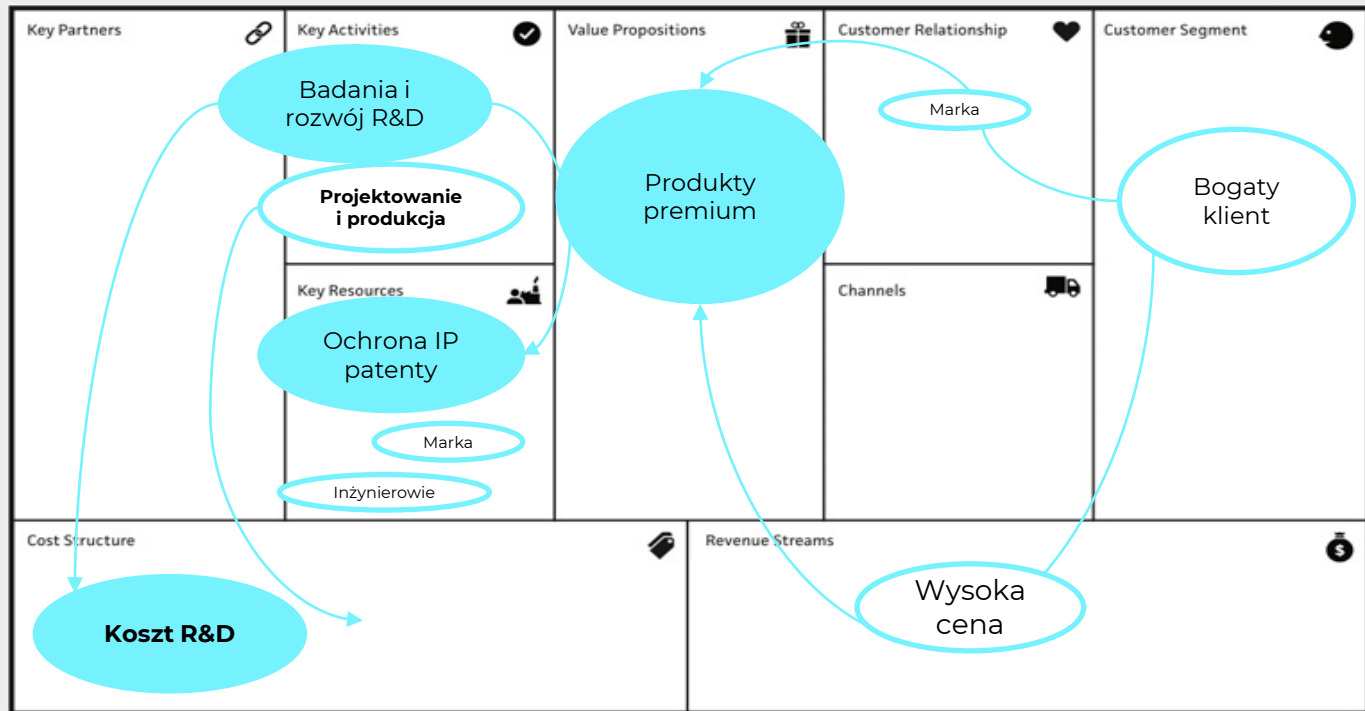 Key Partners
Key Activities
Badania i
rozwój R&D
Projektowanie
i produkcja
Key Resources
Ochrona IP
patenty
Marka
Inżynierowie
Value Propositions
Produkty
premium
Customer Relationship
Marka
Channels
Customer Segment
Bogaty
klient
Cost Structure
Koszt R&D
Revenue Streams
Wysoka
cena
$